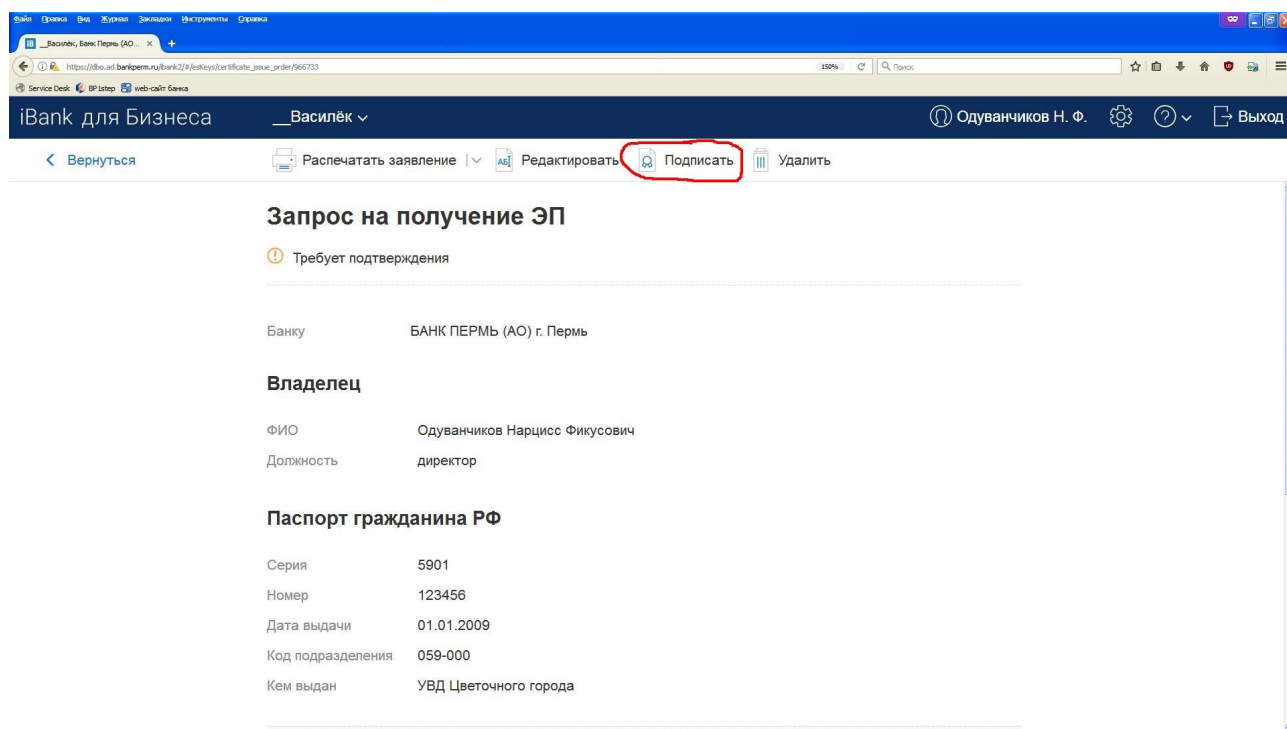 Файл Правка Вид Журнал Закладки Инструменты Справка
__Василёк, Банк Пермь (АО... × +
https://dbo.ad.bankperm.ru/ibank2/#/esKeys/certificate_issue_order/966733 150% Поиск
Service Desk BP1step web-сайт банка
iBank для Бизнеса __Василёк Одуванчиков Н. Ф. ? Выход
Вернуться Распечатать заявление АБ Редактировать Подписать Удалить
Запрос на получение ЭП
Требует подтверждения
Банку БАНК ПЕРМЬ (АО) г. Пермь
Владелец
ФИО Одуванчиков Нарцисс Фикусович
Должность директор
Паспорт гражданина РФ
Серия 5901
Номер 123456
Дата выдачи 01.01.2009
Код подразделения 059-000
Кем выдан УВД Цветочного города